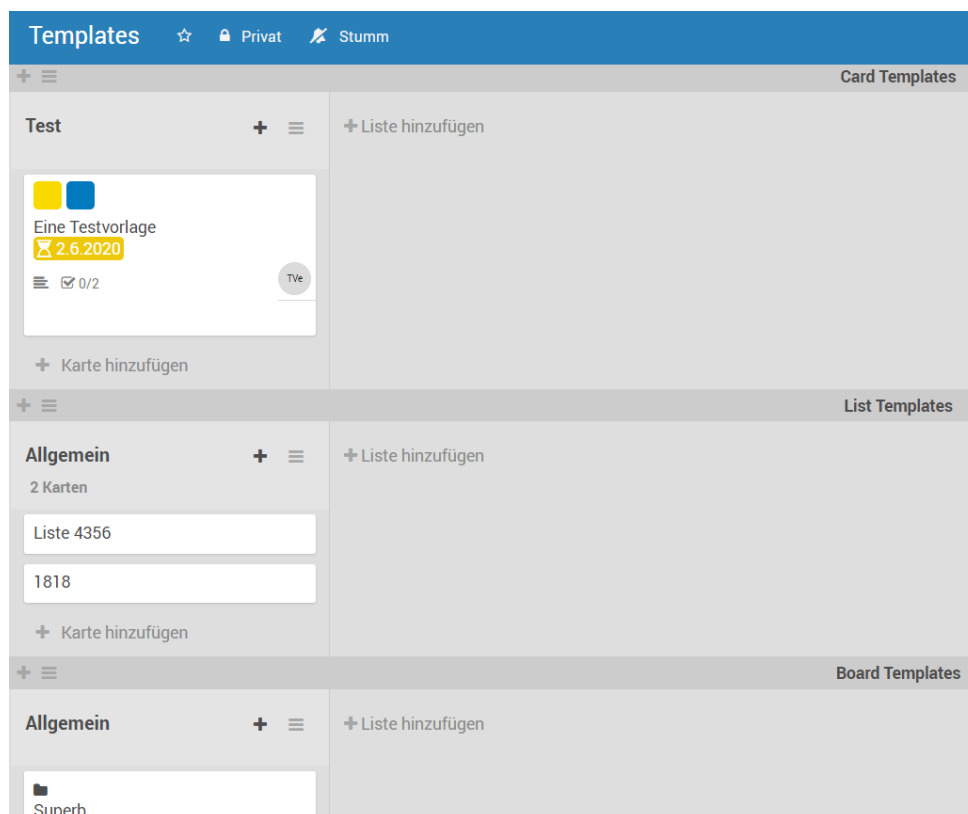 Templates Privat Stumm
Card Templates
Test
Liste hinzufügen
Eine Testvorlage
2.6.2020
0/2
TVe
Karte hinzufügen
List Templates
Allgemein
Liste hinzufügen
2 Karten
Liste 4356
1818
Karte hinzufügen
Board Templates
Allgemein
Liste hinzufügen
Superb